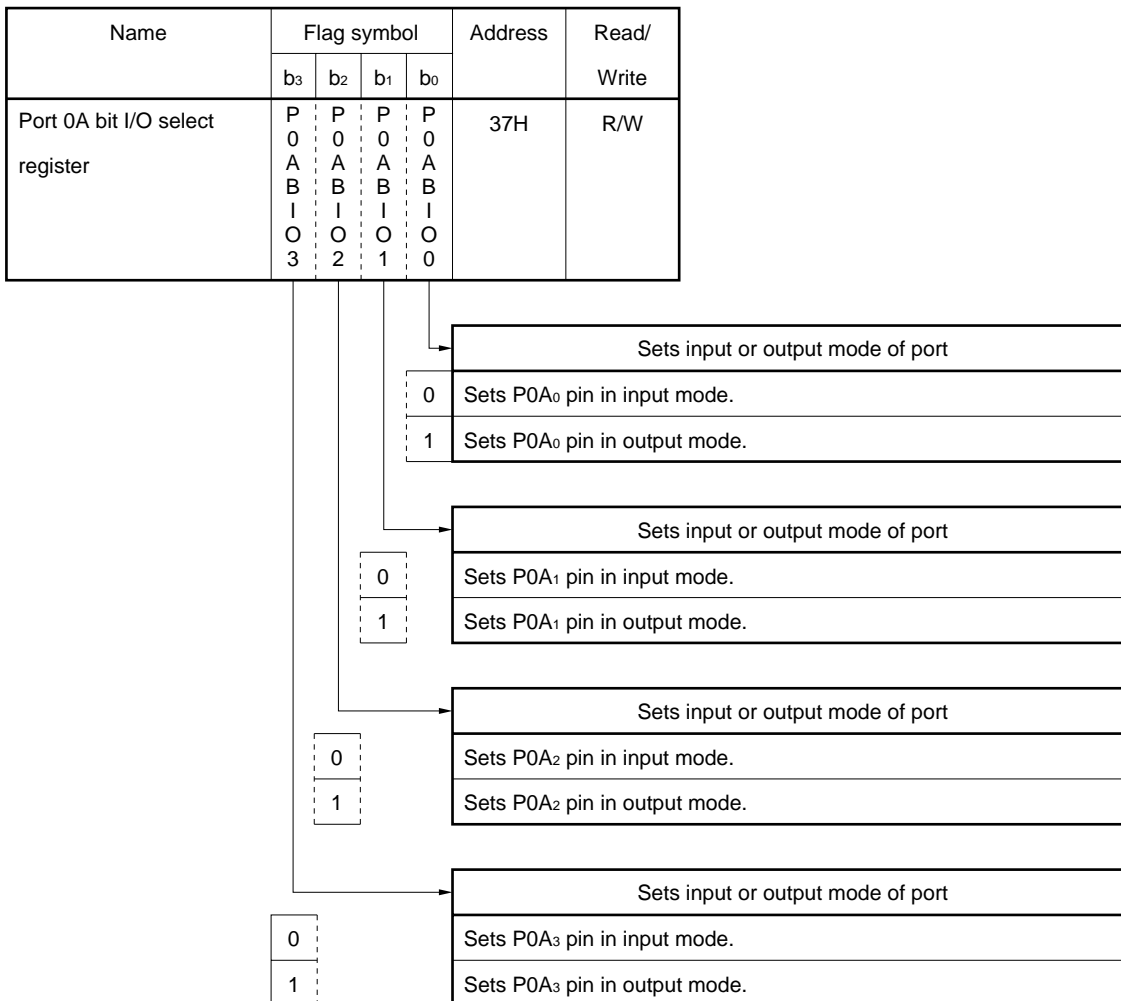 Name Flag symbol Address Read/
b3 b2 b1 b0 Write
Port 0A bit I/O select
register
P0ABIO3 P0ABIO2 P0ABIO1 P0ABIO0 37H R/W
Sets input or output mode of port
0 Sets P0A0 pin in input mode.
1 Sets P0A0 pin in output mode.
Sets input or output mode of port
0 Sets P0A1 pin in input mode.
1 Sets P0A1 pin in output mode.
Sets input or output mode of port
0 Sets P0A2 pin in input mode.
1 Sets P0A2 pin in output mode.
Sets input or output mode of port
0 Sets P0A3 pin in input mode.
1 Sets P0A3 pin in output mode.